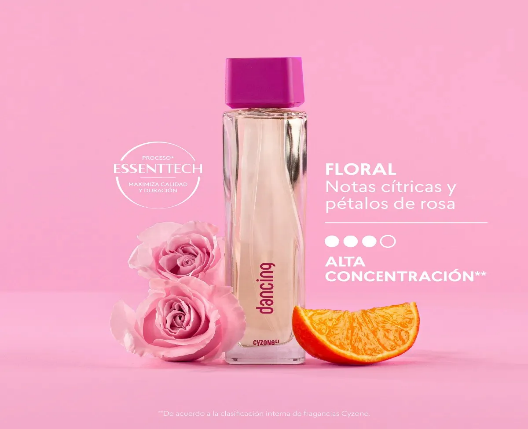 PROCESO*
ESSENTTECH
MAXIMIZA CALIDAD
Y DURACIÓN
FLORAL
Notas cítricas y
pétalos de rosa
ALTA
CONCENTRACIÓN**
dancing
cyzone
**De acuerdo a la clasificación interna de fragancias Cyzone.